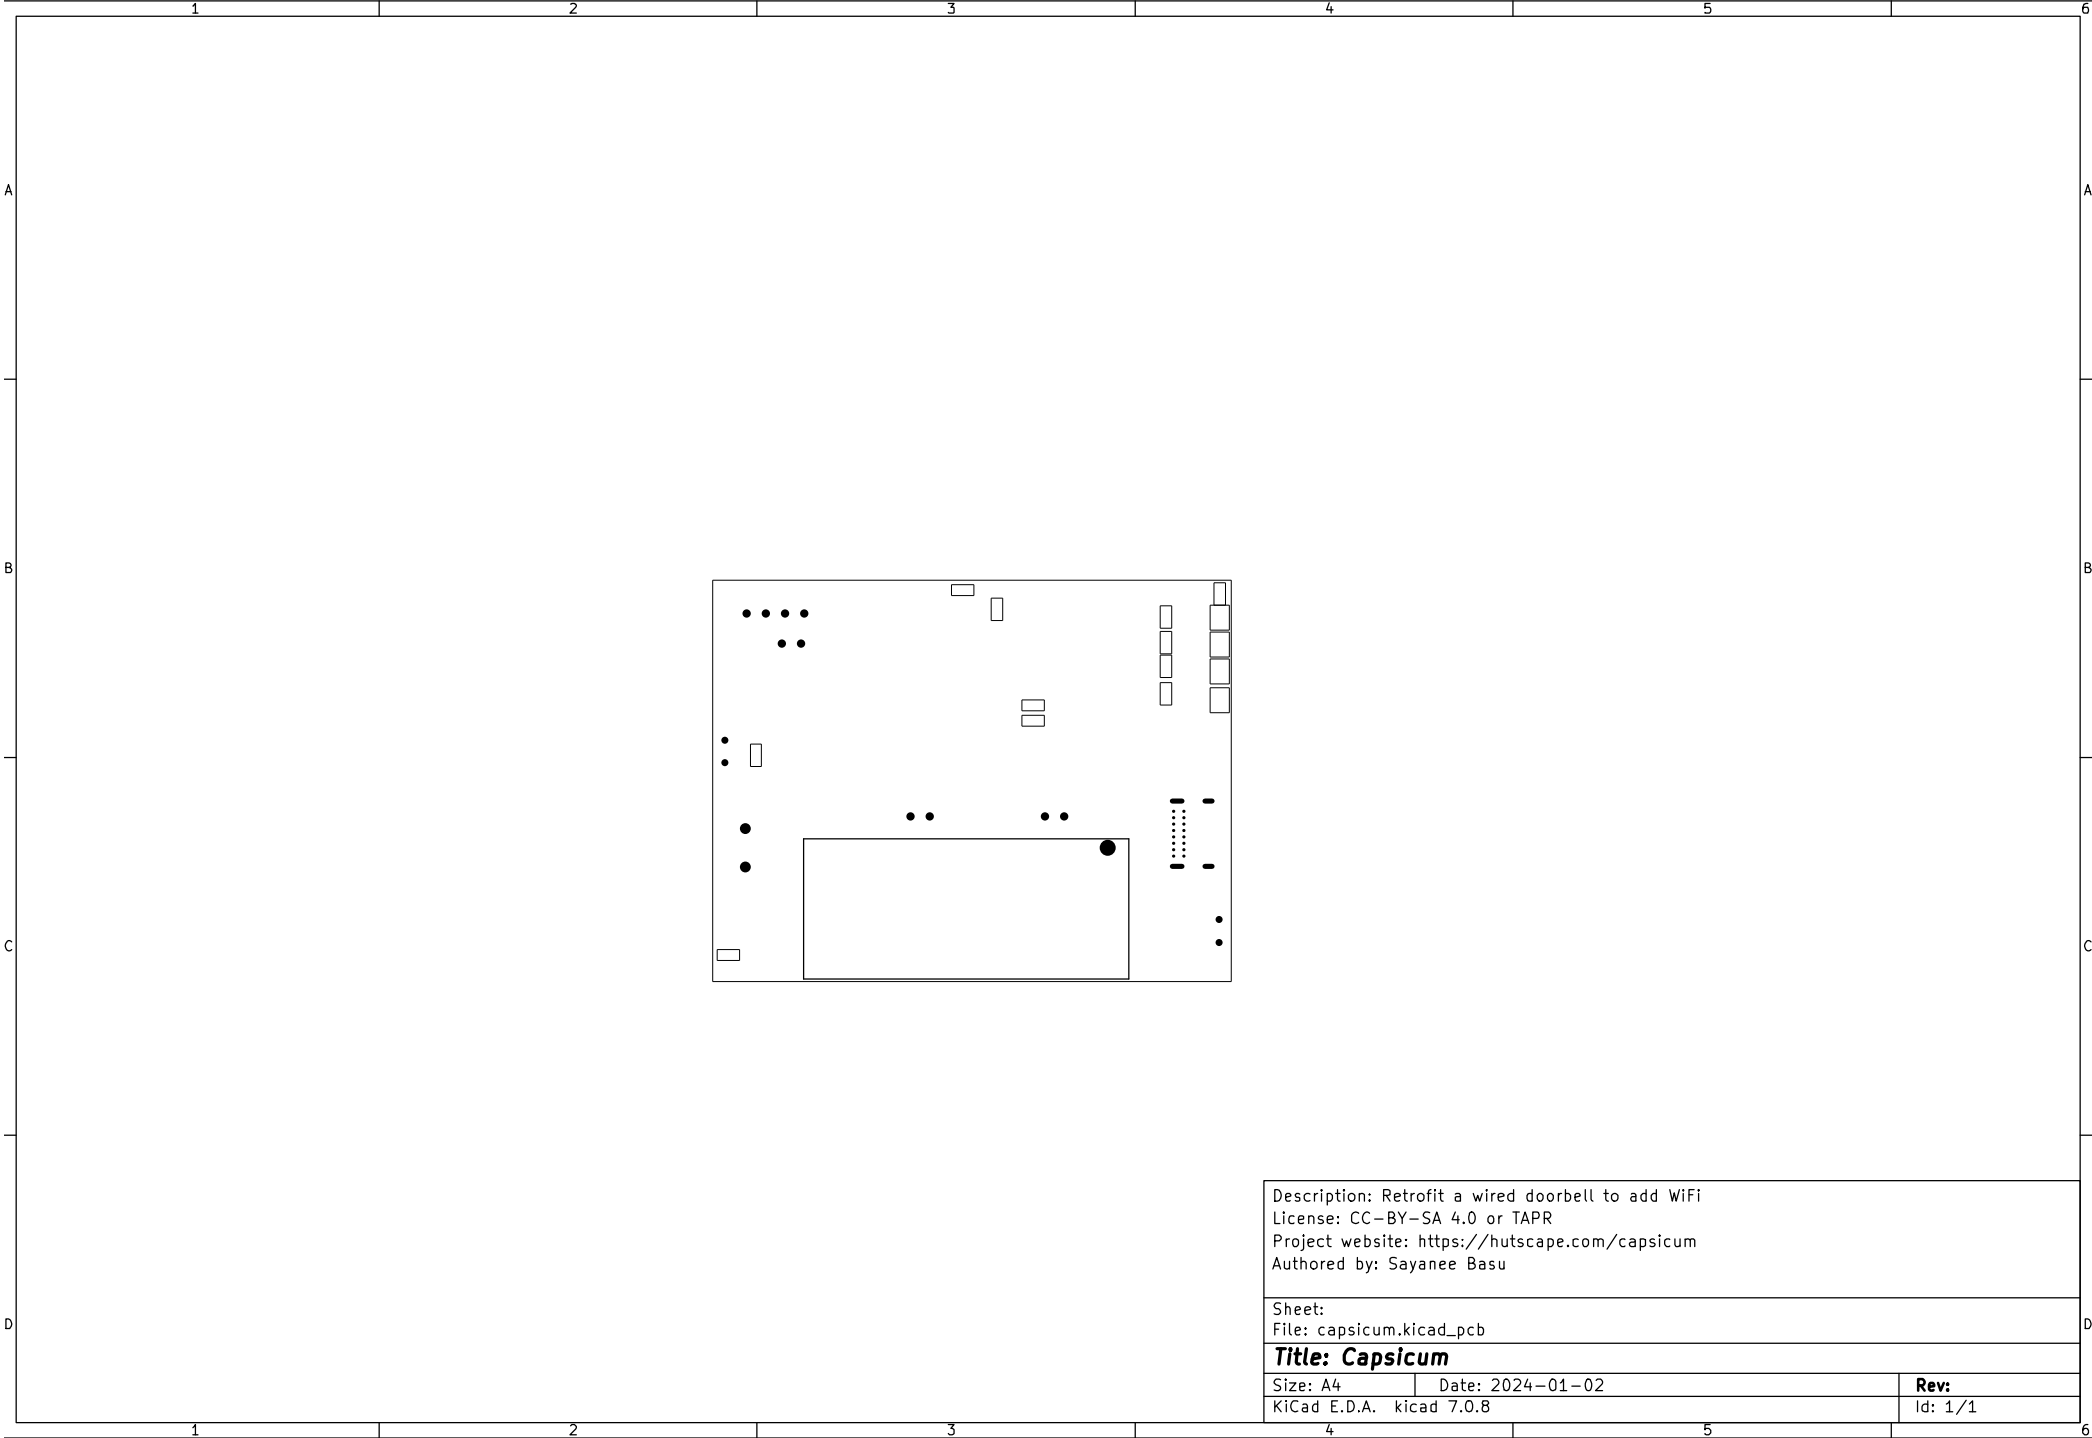 1 2 3 4 5 6
A A
B B
C C
Description: Retrofit a wired doorbell to add WiFi
License: CC-BY-SA 4.0 or TAPR
Project website: https://hutscape.com/capsicum
Authored by: Sayanee Basu
Sheet:
D D
File: capsicum.kicad_pcb
Title: Capsicum
Size: A4 Date: 2024-01-02 Rev:
KiCad E.D.A. kicad 7.0.8 Id: 1/1
1 2 3 4 5 6